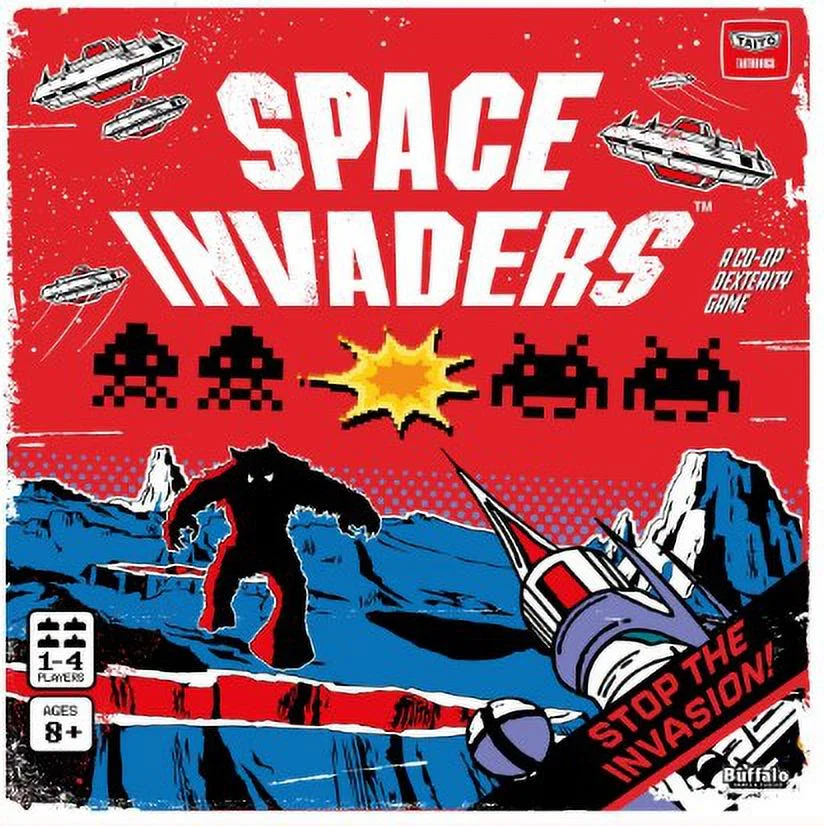 TAITO
SPACE
INVADERS™
A CO-OP
DEXTERITY
GAME
1-4
PLAYERS
AGES
8+
STOP THE
INVASION!
Buffalo